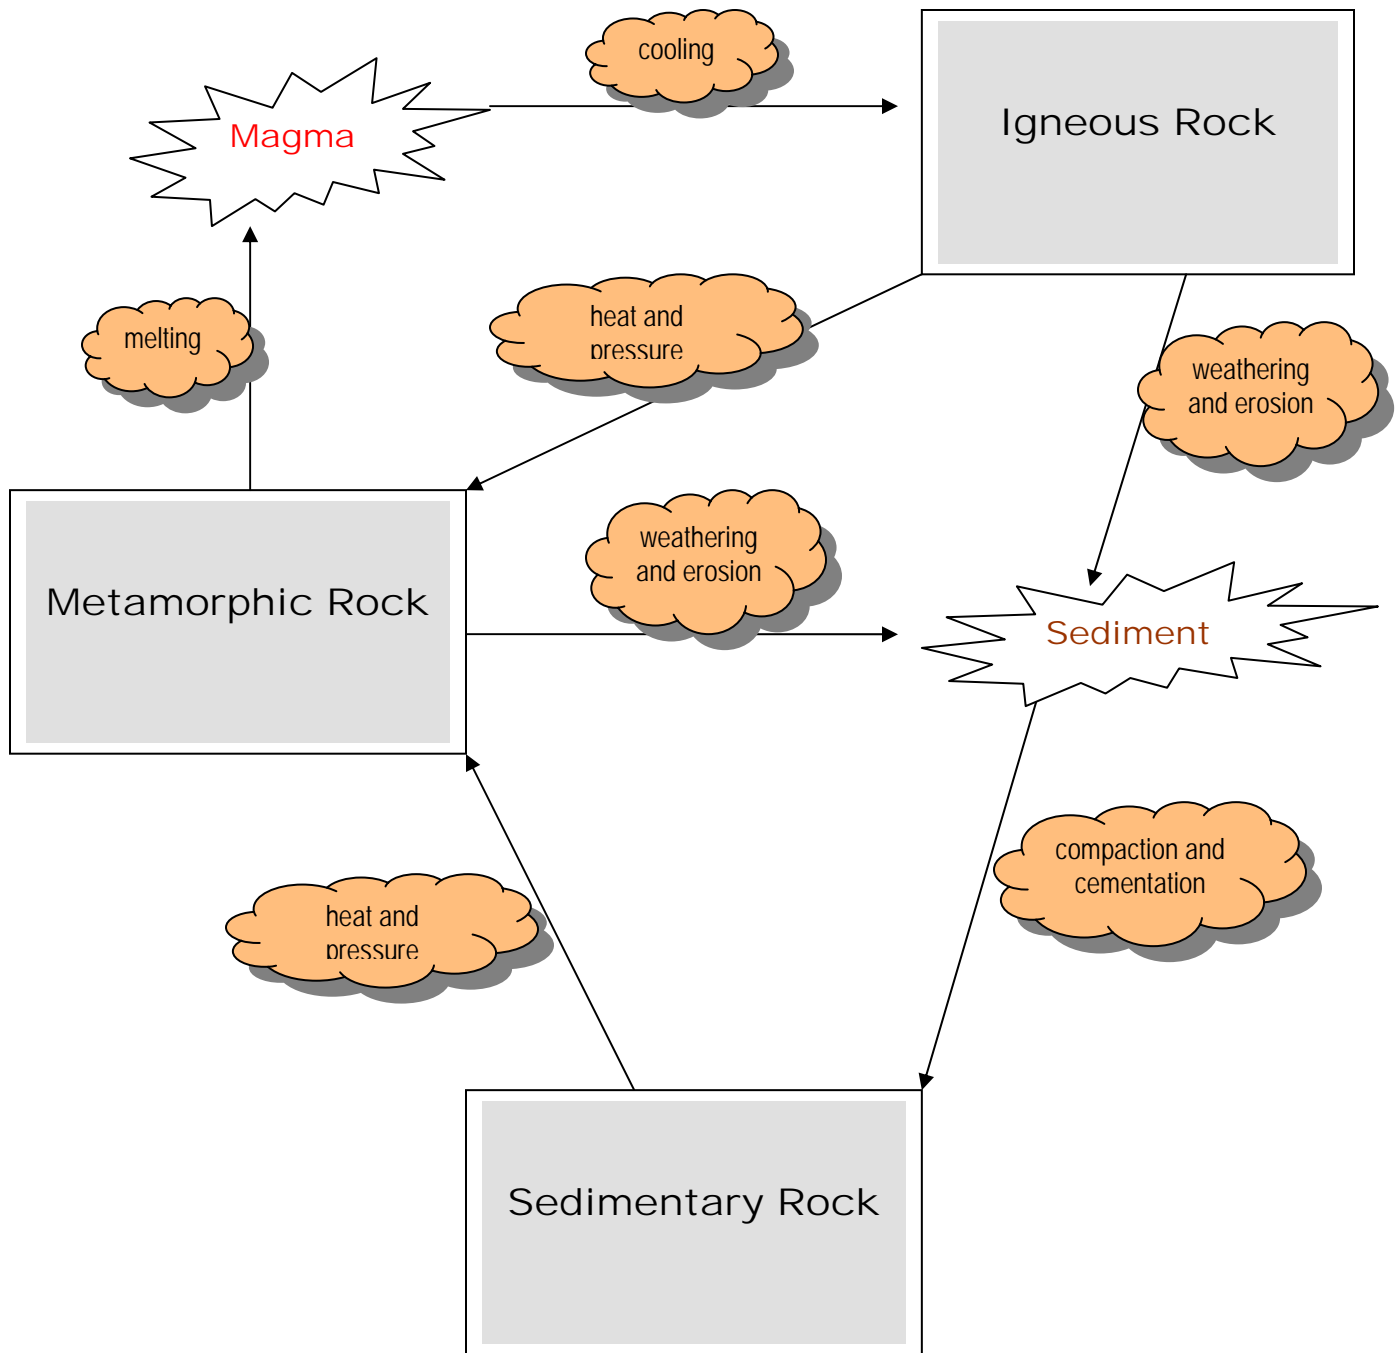 cooling
Magma
Igneous Rock
heat and
pressure
melting
weathering
and erosion
weathering
and erosion
Metamorphic Rock
Sediment
compaction and
cementation
heat and
pressure
Sedimentary Rock